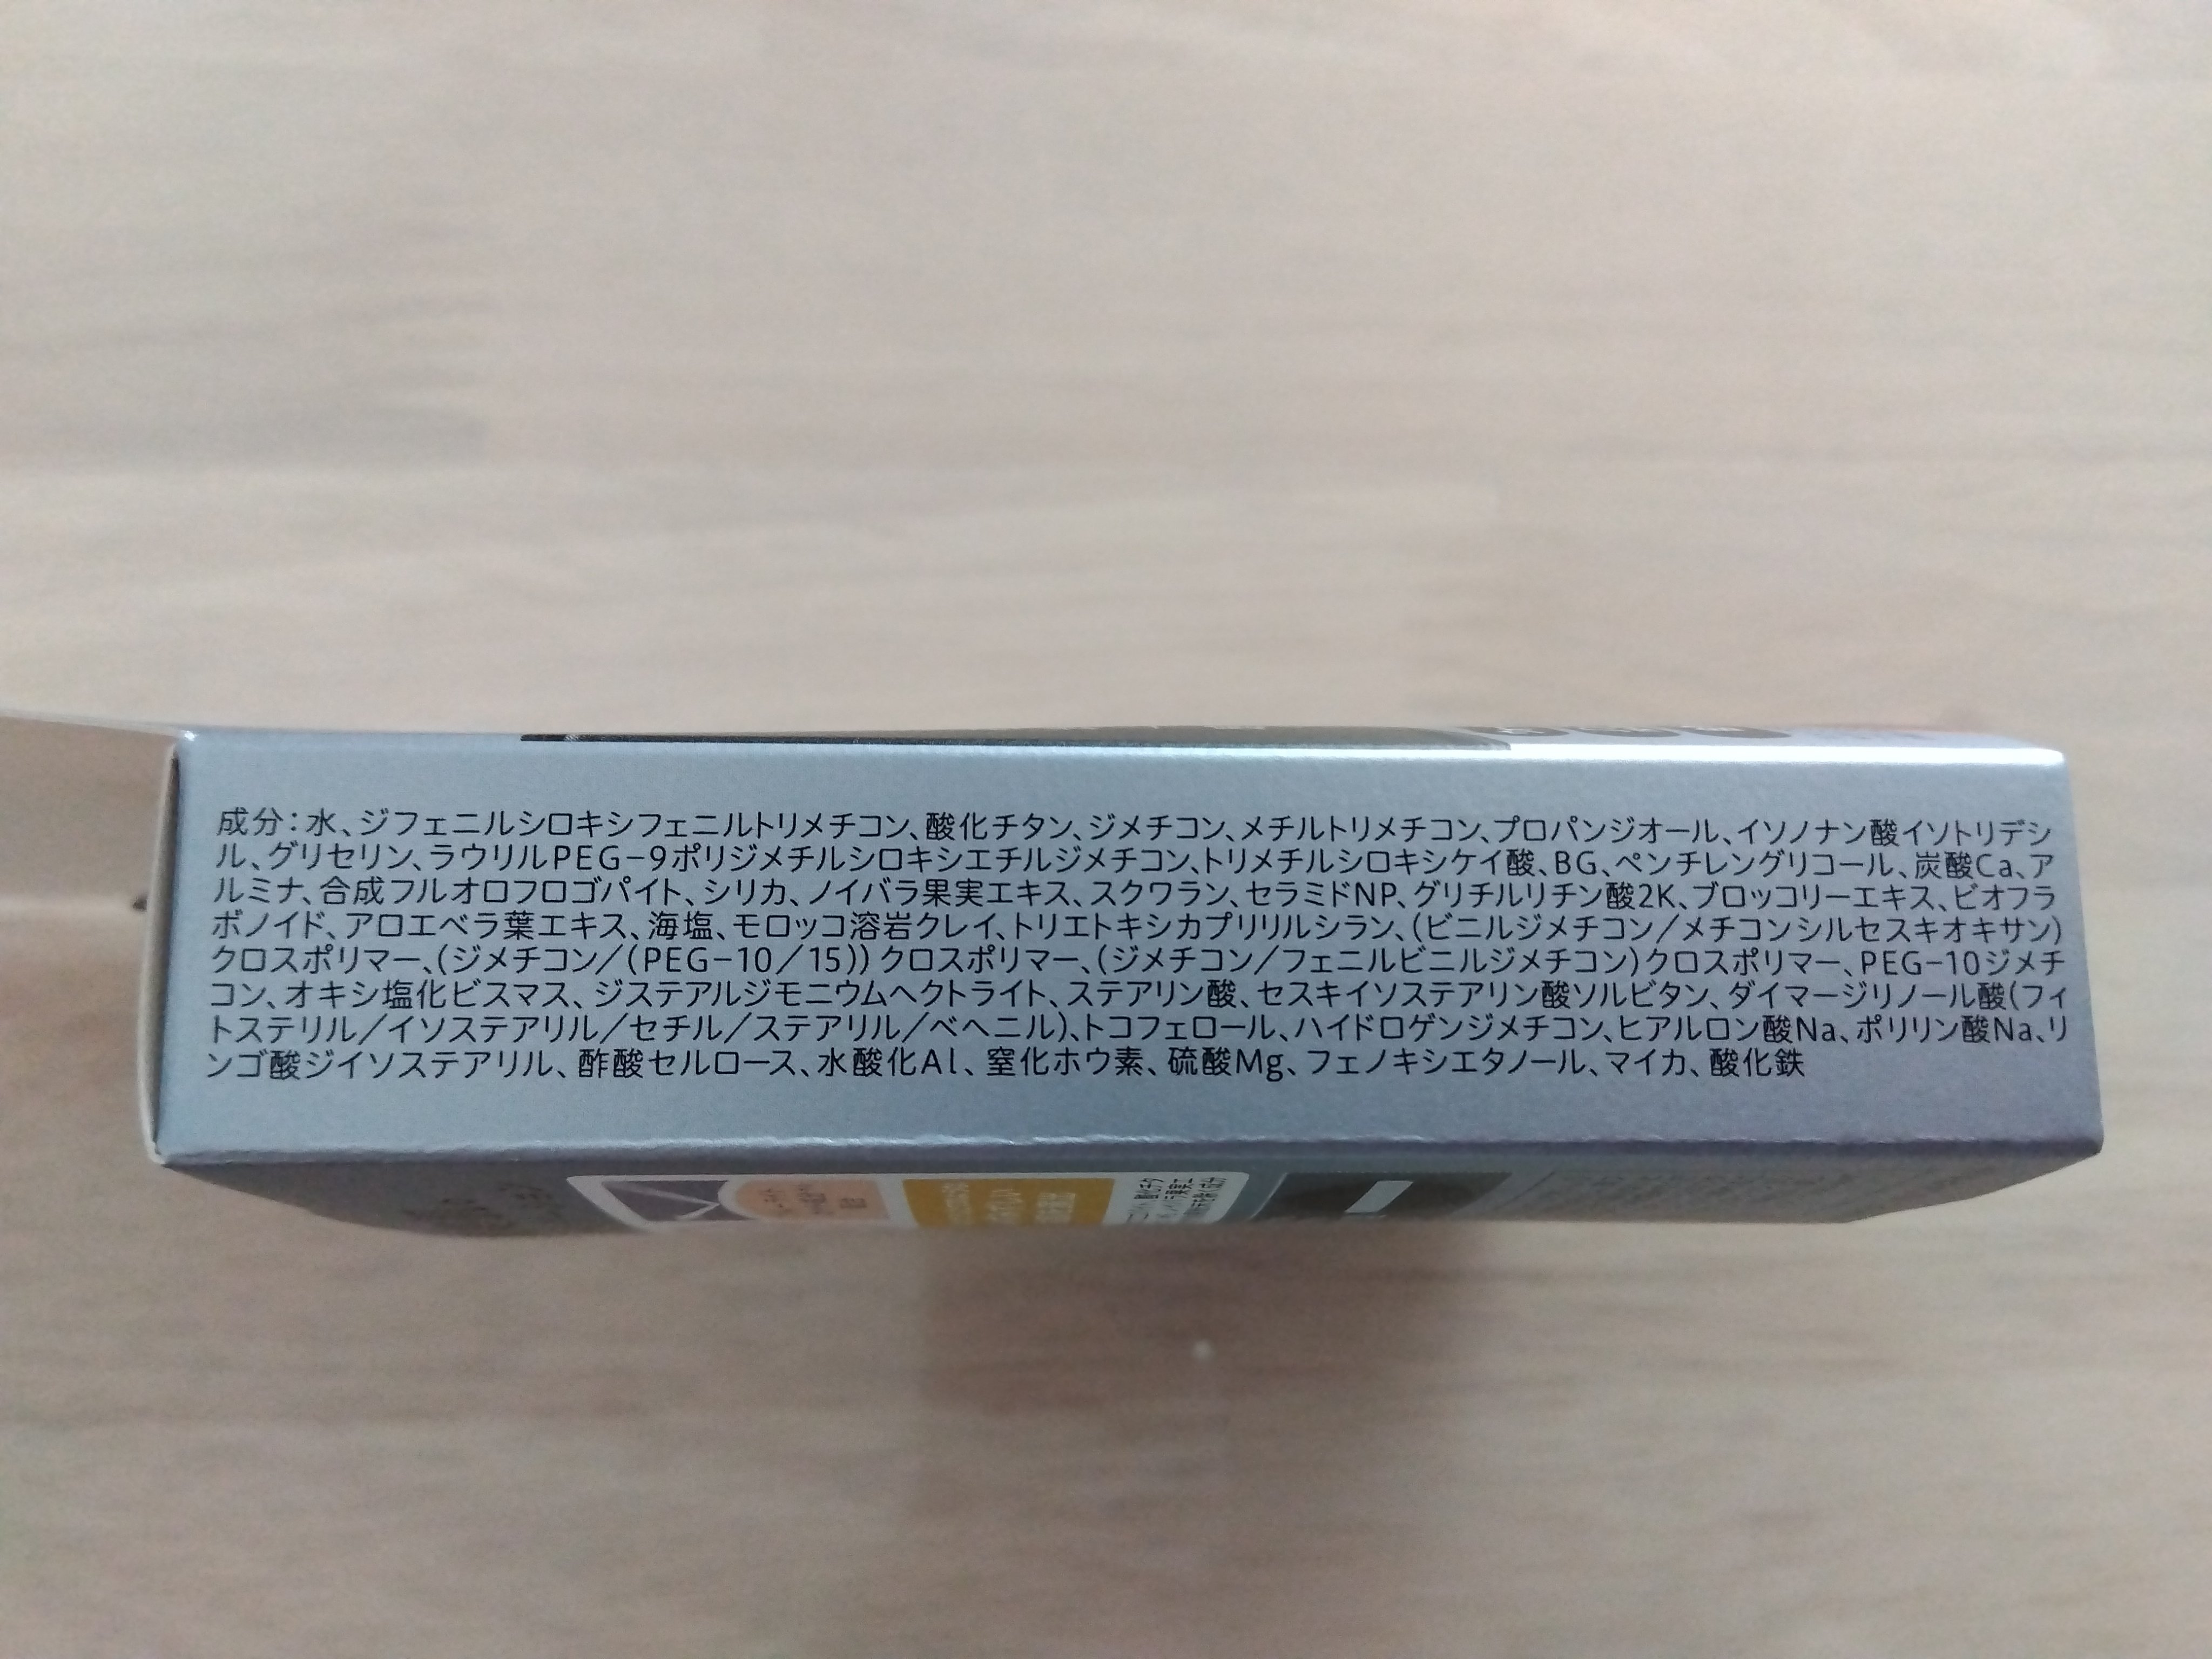 成分：水、ジフェニルシロキシフェニルトリメチコン、酸化チタン、ジメチコン、メチルトリメチコン、プロパンジオール、イソノナン酸イソトリデシ
ル、グリセリン、ラウリルPEG−9ポリジメチルシロキシエチルジメチコン、トリメチルシロキシケイ酸、BG、ペンチレングリコール、炭酸Ca、ア
ルミナ、合成フルオロフロゴパイト、シリカ、ノイバラ果実エキス、スクワラン、セラミドNP、グリチルリチン酸2K、ブロッコリーエキス、ビオフラ
ボノイド、アロエベラ葉エキス、海塩、モロッコ溶岩クレイ、トリエトキシカプリリルシラン、（ビニルジメチコン／メチコンシルセスキオキサン）
クロスポリマー、（ジメチコン／（PEG−10／15））クロスポリマー、（ジメチコン／フェニルビニルジメチコン）クロスポリマー、PEG−10ジメチ
コン、オキシ塩化ビスマス、ジステアルジモニウムヘクトライト、ステアリン酸、セスキイソステアリン酸ソルビタン、ダイマージリノール酸（フィ
トステリル／イソステアリル／セチル／ステアリル／ベヘニル）、トコフェロール、ハイドロゲンジメチコン、ヒアルロン酸Na、ポリリン酸Na、リ
ンゴ酸ジイソステアリル、酢酸セルロース、水酸化Al、窒化ホウ素、硫酸Mg、フェノキシエタノール、マイカ、酸化鉄